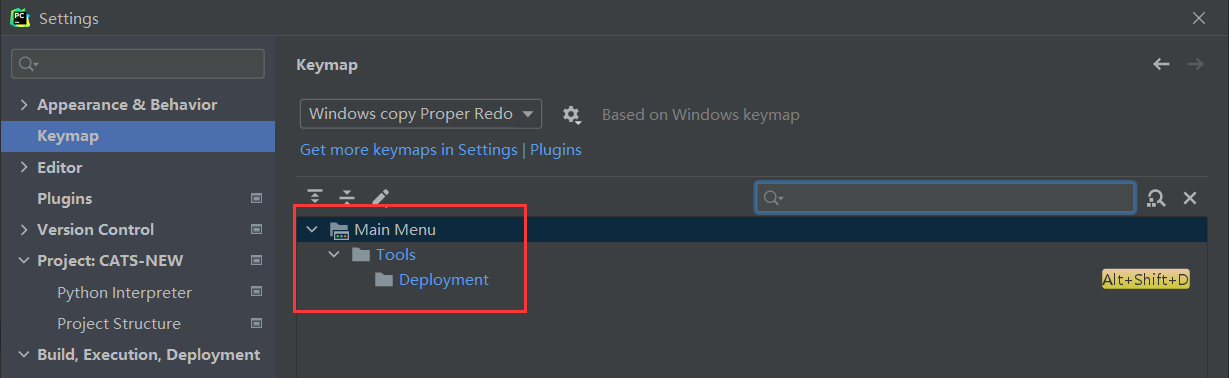 PC
Settings
Keymap
Appearance & Behavior
Windows copy Proper Redo
Based on Windows keymap
Keymap
Get more keymaps in Settings | Plugins
Editor
Plugins
Version Control
Main Menu
Project: CATS-NEW
Tools
Python Interpreter
Deployment
Alt+Shift+D
Project Structure
Build, Execution, Deployment